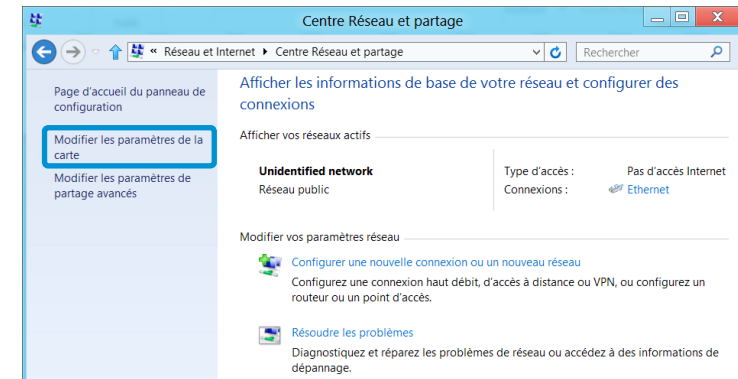 Centre Réseau et partage
« Réseau et Internet Centre Réseau et partage
Rechercher
Page d'accueil du panneau de
configuration
Modifier les paramètres de la
carte
Modifier les paramètres de
partage avancés
Afficher les informations de base de votre réseau et configurer des
connexions
Afficher vos réseaux actifs
Unidentified network
Réseau public
Type d'accès : Pas d'accès Internet
Connexions : Ethernet
Modifier vos paramètres réseau
Configurer une nouvelle connexion ou un nouveau réseau
Configurez une connexion haut débit, d'accès à distance ou VPN, ou configurez un
routeur ou un point d'accès.
Résoudre les problèmes
Diagnostiquez et réparez les problèmes de réseau ou accédez à des informations de
dépannage.